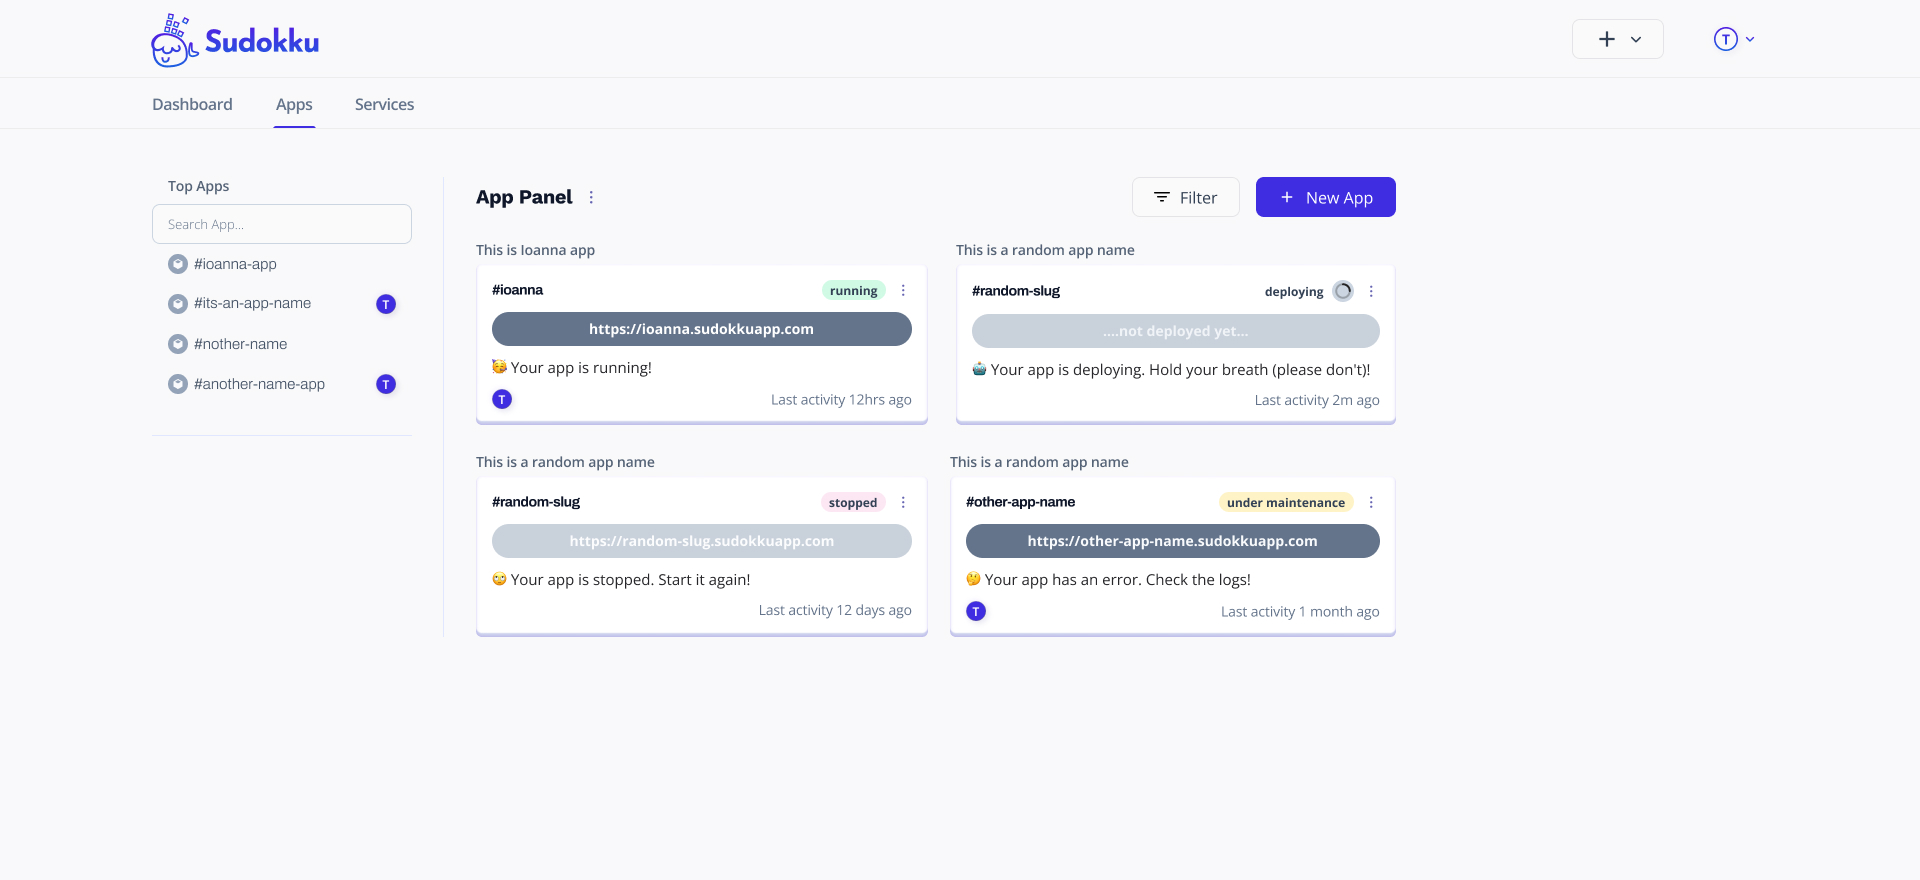 Sudokku
T
Dashboard Apps Services
Top Apps
Search App...
#ioanna-app
#its-an-app-name T
#nother-name
#another-name-app T
App Panel
Filter
New App
This is Ioanna app
#ioanna running
https://ioanna.sudokkuapp.com
🥳 Your app is running!
T Last activity 12hrs ago
This is a random app name
#random-slug deploying
....not deployed yet...
🤖 Your app is deploying. Hold your breath (please don't)!
Last activity 2m ago
This is a random app name
#random-slug stopped
https://random-slug.sudokkuapp.com
😳 Your app is stopped. Start it again!
Last activity 12 days ago
This is a random app name
#other-app-name under maintenance
https://other-app-name.sudokkuapp.com
🤔 Your app has an error. Check the logs!
T Last activity 1 month ago